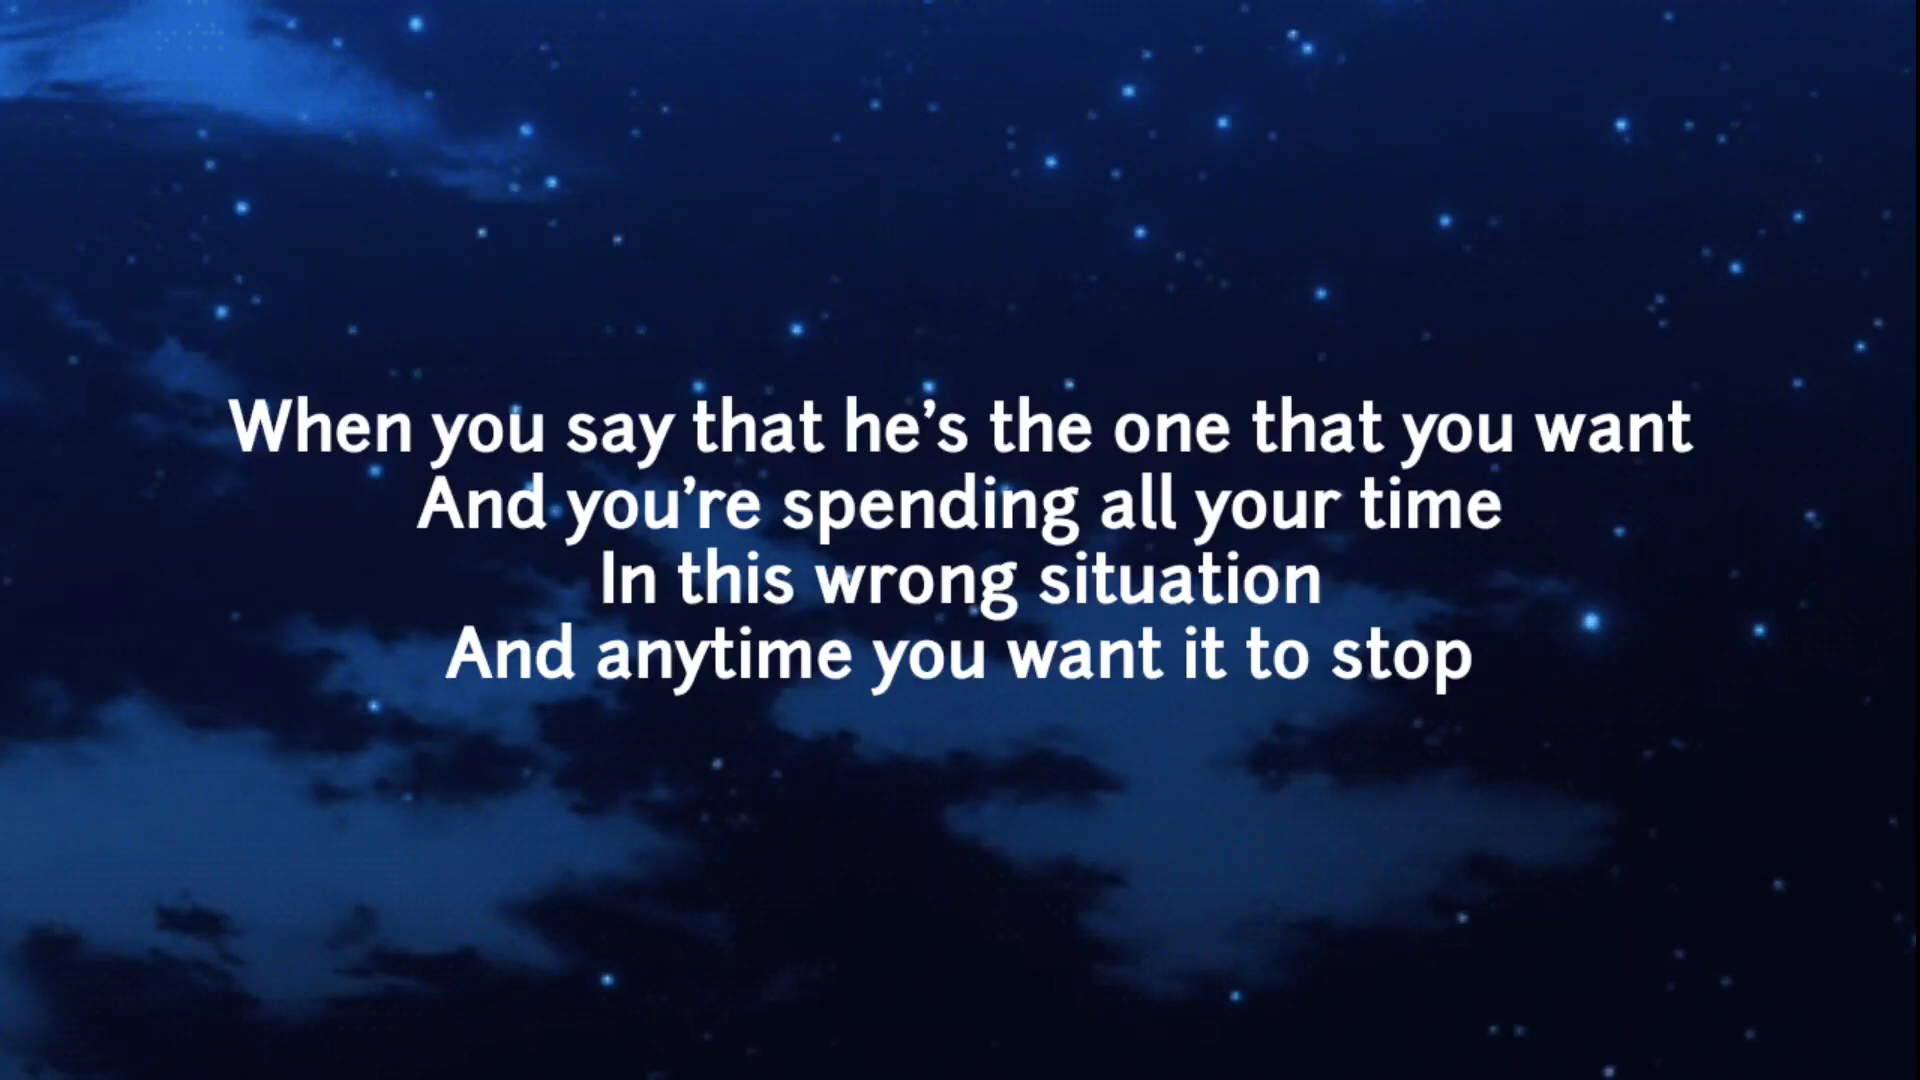 When you say that he’s the one that you want
And you’re spending all your time
In this wrong situation
And anytime you want it to stop